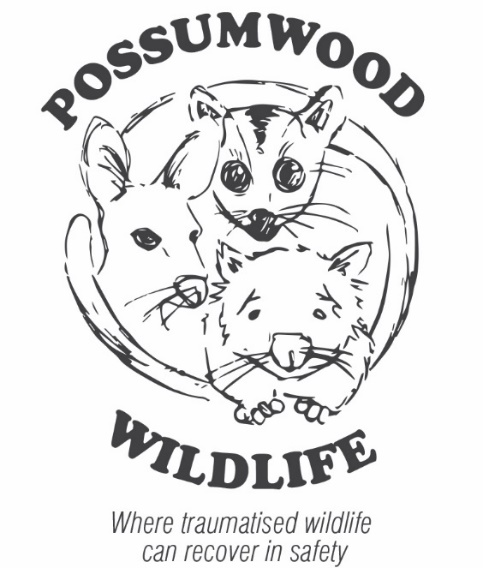 POSSUMWOOD
WILDLIFE
Where traumatised wildlife
can recover in safety